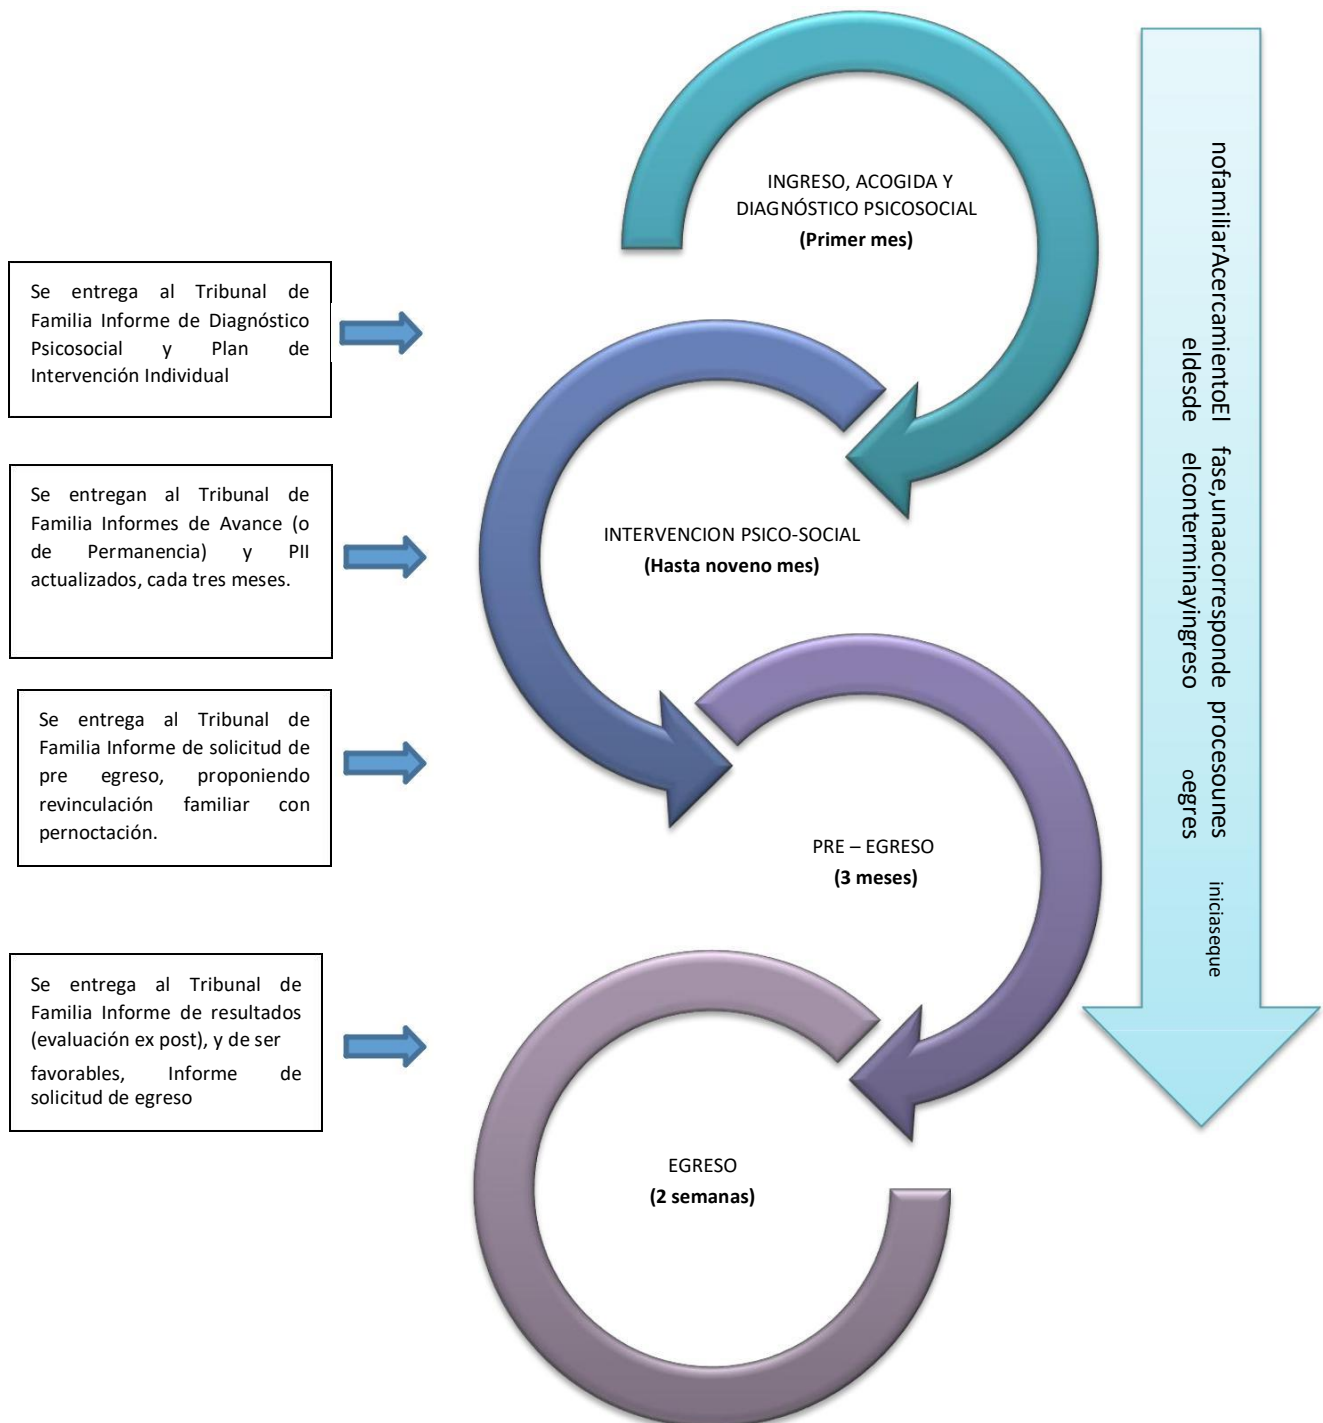 INGRESO, ACOGIDA Y
DIAGNÓSTICO PSICOSOCIAL
(Primer mes)
Se entrega al Tribunal de
Familia Informe de Diagnóstico
Psicosocial y Plan de
Intervención Individual
Se entregan al Tribunal de
Familia Informes de Avance (o
de Permanencia) y PII
actualizados, cada tres meses.
INTERVENCION PSICO-SOCIAL
(Hasta noveno mes)
Se entrega al Tribunal de
Familia Informe de solicitud de
pre egreso, proponiendo
revinculación familiar con
pernoctación.
PRE – EGRESO
(3 meses)
Se entrega al Tribunal de
Familia Informe de resultados
(evaluación ex post), y de ser
favorables, Informe de
solicitud de egreso
EGRESO
(2 semanas)
nofamiliarAcercamientoEl fase,unaacorresponde procesounes iniciaseque
eldesde elconterminayingreso oegres